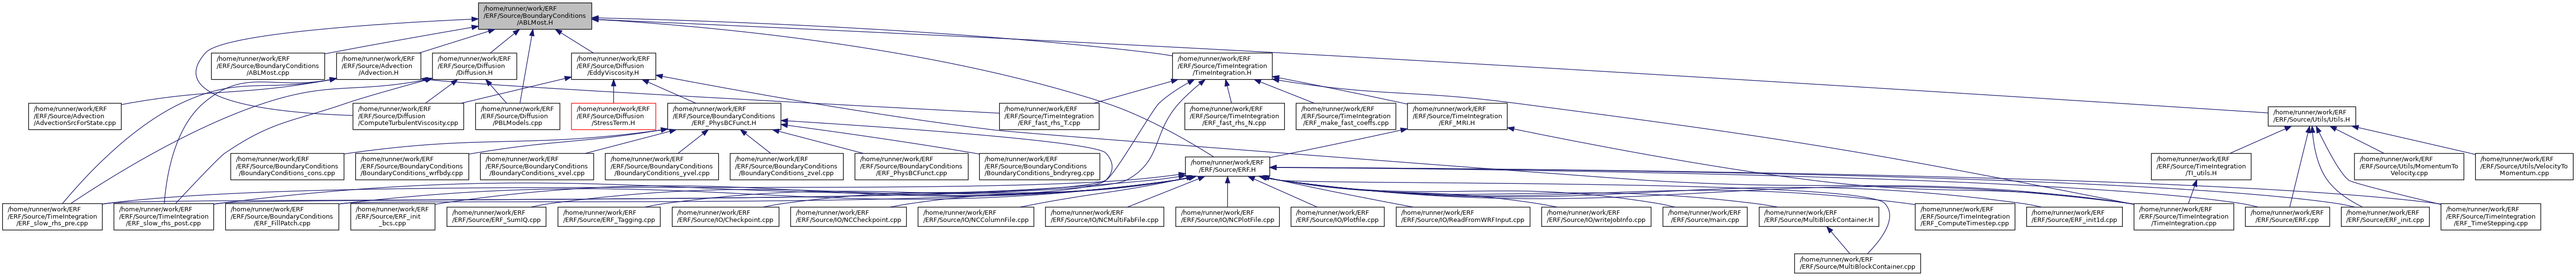 /home/runner/work/ERF
/ERF/Source/BoundaryConditions
/ABLMost.H
/home/runner/work/ERF
/ERF/Source/BoundaryConditions
/ABLMost.cpp
/home/runner/work/ERF
/ERF/Source/Advection
/Advection.H
/home/runner/work/ERF
/ERF/Source/Diffusion
/Diffusion.H
/home/runner/work/ERF
/ERF/Source/Diffusion
/EddyViscosity.H
/home/runner/work/ERF
/ERF/Source/TimeIntegration
/TimeIntegration.H
/home/runner/work/ERF
/ERF/Source/Advection
/AdvectionSrcForState.cpp
/home/runner/work/ERF
/ERF/Source/Diffusion
/ComputeTurbulentViscosity.cpp
/home/runner/work/ERF
/ERF/Source/Diffusion
/PBLModels.cpp
/home/runner/work/ERF
/ERF/Source/Diffusion
/StressTerm.H
/home/runner/work/ERF
/ERF/Source/BoundaryConditions
/ERF_PhysBCFunct.H
/home/runner/work/ERF
/ERF/Source/TimeIntegration
/ERF_fast_rhs_T.cpp
/home/runner/work/ERF
/ERF/Source/TimeIntegration
/ERF_fast_rhs_N.cpp
/home/runner/work/ERF
/ERF/Source/TimeIntegration
/ERF_make_fast_coeffs.cpp
/home/runner/work/ERF
/ERF/Source/TimeIntegration
/ERF_MRI.H
/home/runner/work/ERF
/ERF/Source/Utils/Utils.H
/home/runner/work/ERF
/ERF/Source/BoundaryConditions
/BoundaryConditions_cons.cpp
/home/runner/work/ERF
/ERF/Source/BoundaryConditions
/BoundaryConditions_wrfbdy.cpp
/home/runner/work/ERF
/ERF/Source/BoundaryConditions
/BoundaryConditions_xvel.cpp
/home/runner/work/ERF
/ERF/Source/BoundaryConditions
/BoundaryConditions_yvel.cpp
/home/runner/work/ERF
/ERF/Source/BoundaryConditions
/BoundaryConditions_zvel.cpp
/home/runner/work/ERF
/ERF/Source/BoundaryConditions
/ERF_PhysBCFunct.cpp
/home/runner/work/ERF
/ERF/Source/BoundaryConditions
/BoundaryConditions_bndryreg.cpp
/home/runner/work/ERF
/ERF/Source/ERF.H
/home/runner/work/ERF
/ERF/Source/TimeIntegration
/TI_utils.H
/home/runner/work/ERF
/ERF/Source/Utils/MomentumTo
Velocity.cpp
/home/runner/work/ERF
/ERF/Source/Utils/VelocityTo
Momentum.cpp
/home/runner/work/ERF
/ERF/Source/TimeIntegration
/ERF_slow_rhs_pre.cpp
/home/runner/work/ERF
/ERF/Source/TimeIntegration
/ERF_slow_rhs_post.cpp
/home/runner/work/ERF
/ERF/Source/BoundaryConditions
/ERF_FillPatch.cpp
/home/runner/work/ERF
/ERF/Source/ERF_init
_bcs.cpp
/home/runner/work/ERF
/ERF/Source/ERF_SumIQ.cpp
/home/runner/work/ERF
/ERF/Source/ERF_Tagging.cpp
/home/runner/work/ERF
/ERF/Source/IO/Checkpoint.cpp
/home/runner/work/ERF
/ERF/Source/IO/NCCheckpoint.cpp
/home/runner/work/ERF
/ERF/Source/IO/NCColumnFile.cpp
/home/runner/work/ERF
/ERF/Source/IO/NCMultiFabFile.cpp
/home/runner/work/ERF
/ERF/Source/IO/NCPlotFile.cpp
/home/runner/work/ERF
/ERF/Source/IO/Plotfile.cpp
/home/runner/work/ERF
/ERF/Source/IO/ReadFromWRFInput.cpp
/home/runner/work/ERF
/ERF/Source/IO/writeJobInfo.cpp
/home/runner/work/ERF
/ERF/Source/main.cpp
/home/runner/work/ERF
/ERF/Source/MultiBlockContainer.H
/home/runner/work/ERF
/ERF/Source/TimeIntegration
/ERF_ComputeTimestep.cpp
/home/runner/work/ERF
/ERF/Source/ERF_init1d.cpp
/home/runner/work/ERF
/ERF/Source/TimeIntegration
/TimeIntegration.cpp
/home/runner/work/ERF
/ERF/Source/ERF.cpp
/home/runner/work/ERF
/ERF/Source/ERF_init.cpp
/home/runner/work/ERF
/ERF/Source/TimeIntegration
/ERF_TimeStepping.cpp
/home/runner/work/ERF
/ERF/Source/MultiBlockContainer.cpp